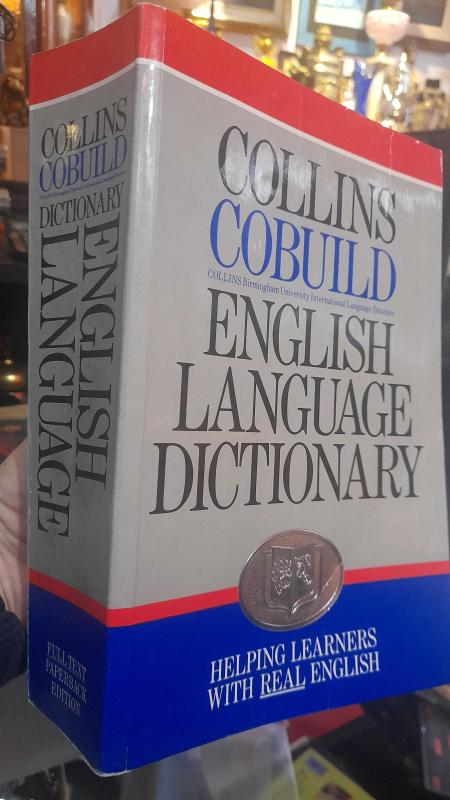 COLLINS
COBUILD
COLLINS Birmingham University International Language Database
ENGLISH
LANGUAGE
DICTIONARY
HELPING LEARNERS
WITH REAL ENGLISH
COLLINS
COBUILD
DICTIONARY
ENGLISH
LANGUAGE
FULL TEXT
PAPERBACK
EDITION